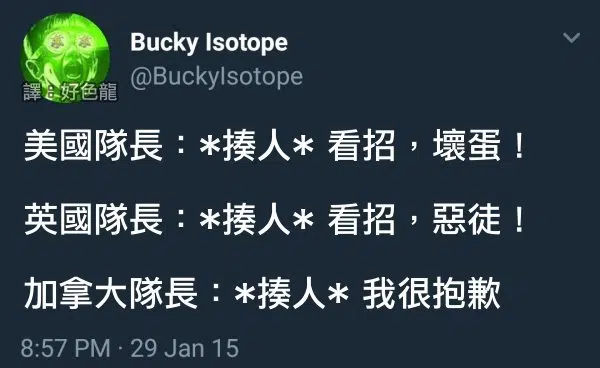 Bucky Isotope
@BuckyIsotope
譯：好色龍
美國隊長：*揍人* 看招，壞蛋！
英國隊長：*揍人* 看招，惡徒！
加拿大隊長：*揍人* 我很抱歉
8:57 PM · 29 Jan 15